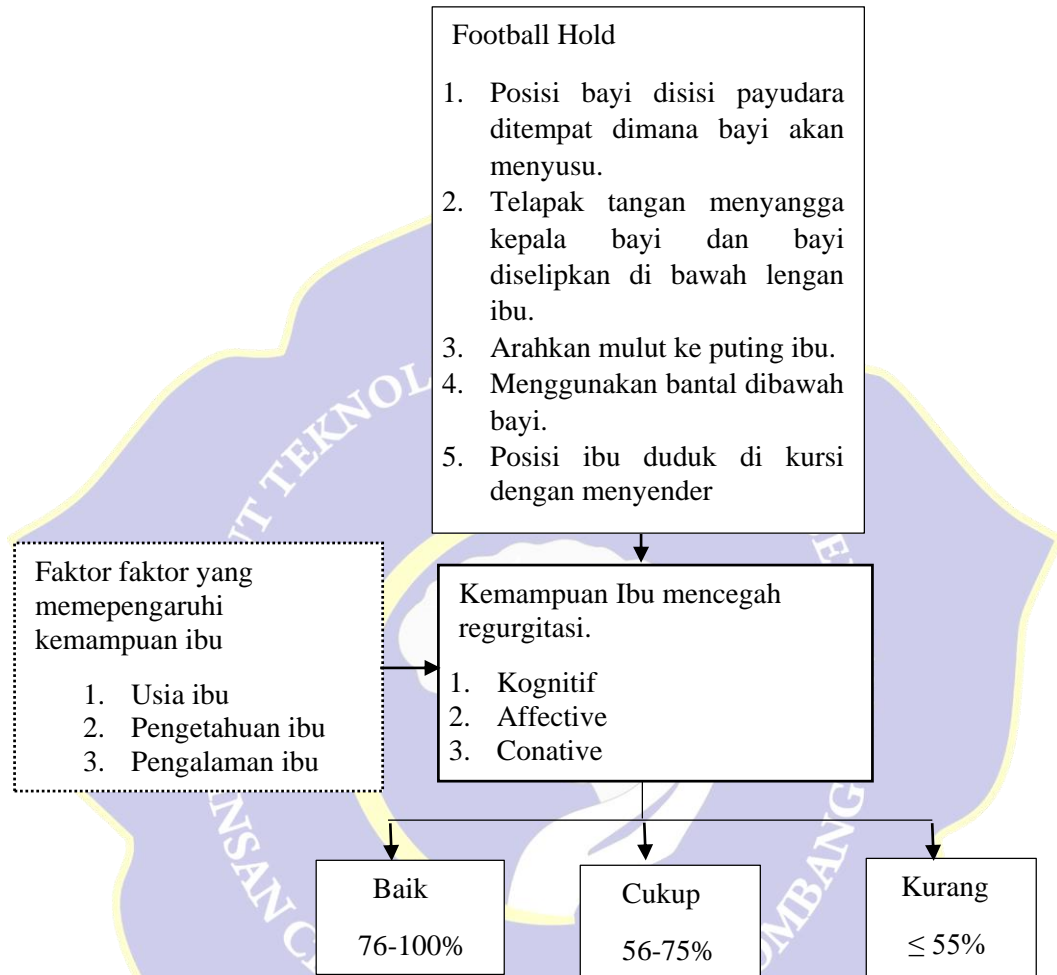 Football Hold
1. Posisi bayi disisi payudara
ditempat dimana bayi akan
menyusu.
2. Telapak tangan menyangga
kepala bayi dan bayi
diselipkan di bawah lengan
ibu.
3. Arahkan mulut ke puting ibu.
4. Menggunakan bantal dibawah
bayi.
5. Posisi ibu duduk di kursi
dengan menyender
Faktor faktor yang
memepengaruhi
kemampuan ibu
1. Usia ibu
2. Pengetahuan ibu
3. Pengalaman ibu
Kemampuan Ibu mencegah
regurgitasi.
1. Kognitif
2. Affective
3. Conative
Baik
76-100%
Cukup
56-75%
Kurang
≤ 55%